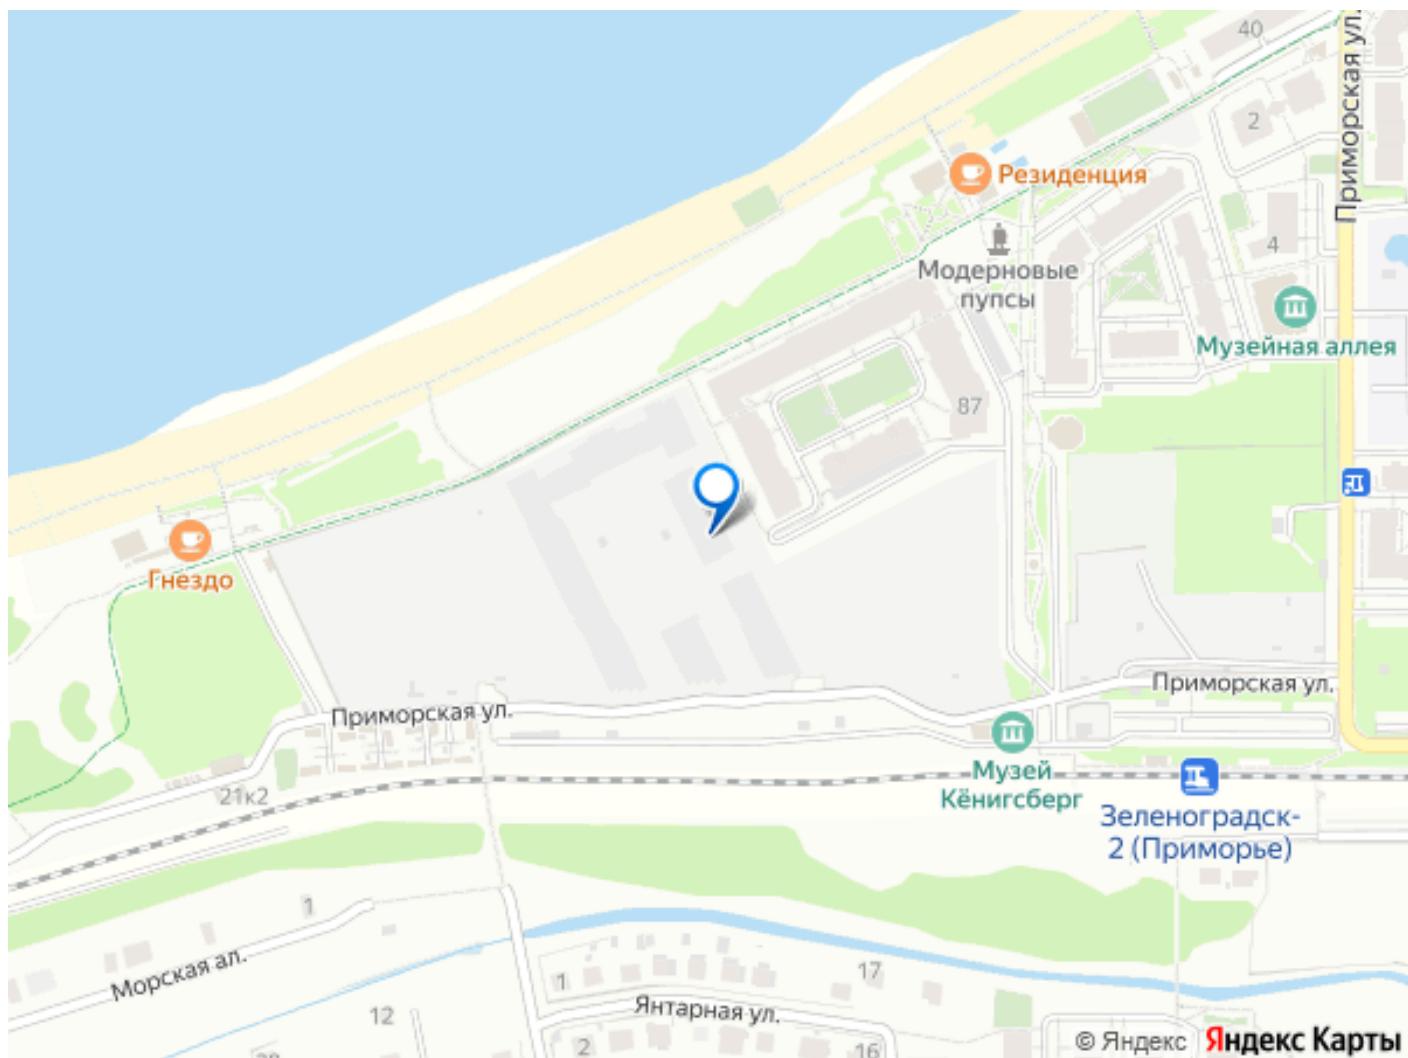 40
Приморская ул.
2
Резиденция
4
Модерновые
пупсы
Музейная аллея
87
Гнездо
Приморская ул.
Приморская ул.
21к2
Музей
Кёнигсберг
Зеленоградск-
2 (Приморье)
1
Морская ал.
17
1
Янтарная ул.
12
2
16
© Яндекс Яндекс Карты